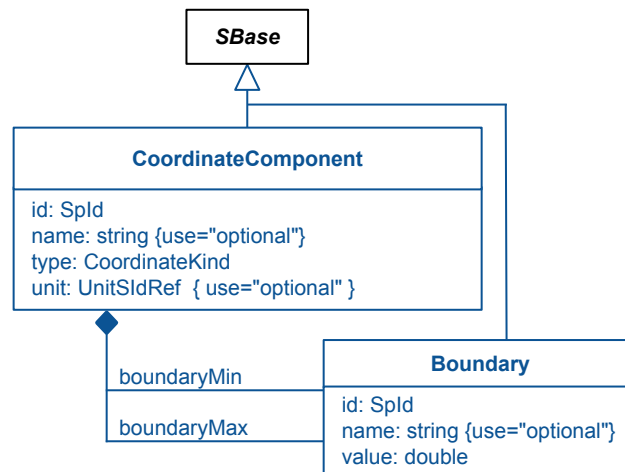 SBase
CoordinateComponent
id: SpId
name: string {use="optional"}
type: CoordinateKind
unit: UnitSIdRef  { use="optional" }
boundaryMin
boundaryMax
Boundary
id: SpId
name: string {use="optional"}
value: double